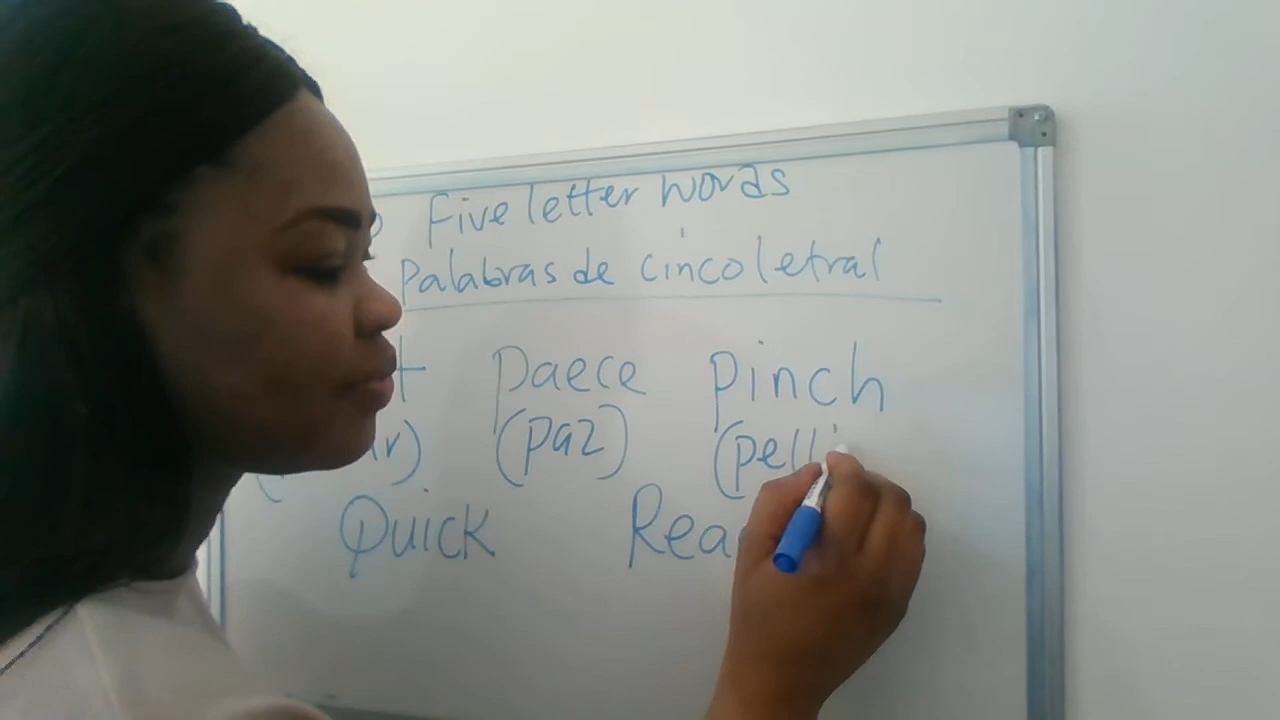 Five letter words
Palabras de cinco letral
Paece Pinch
(paz) (pell
Quick Rea